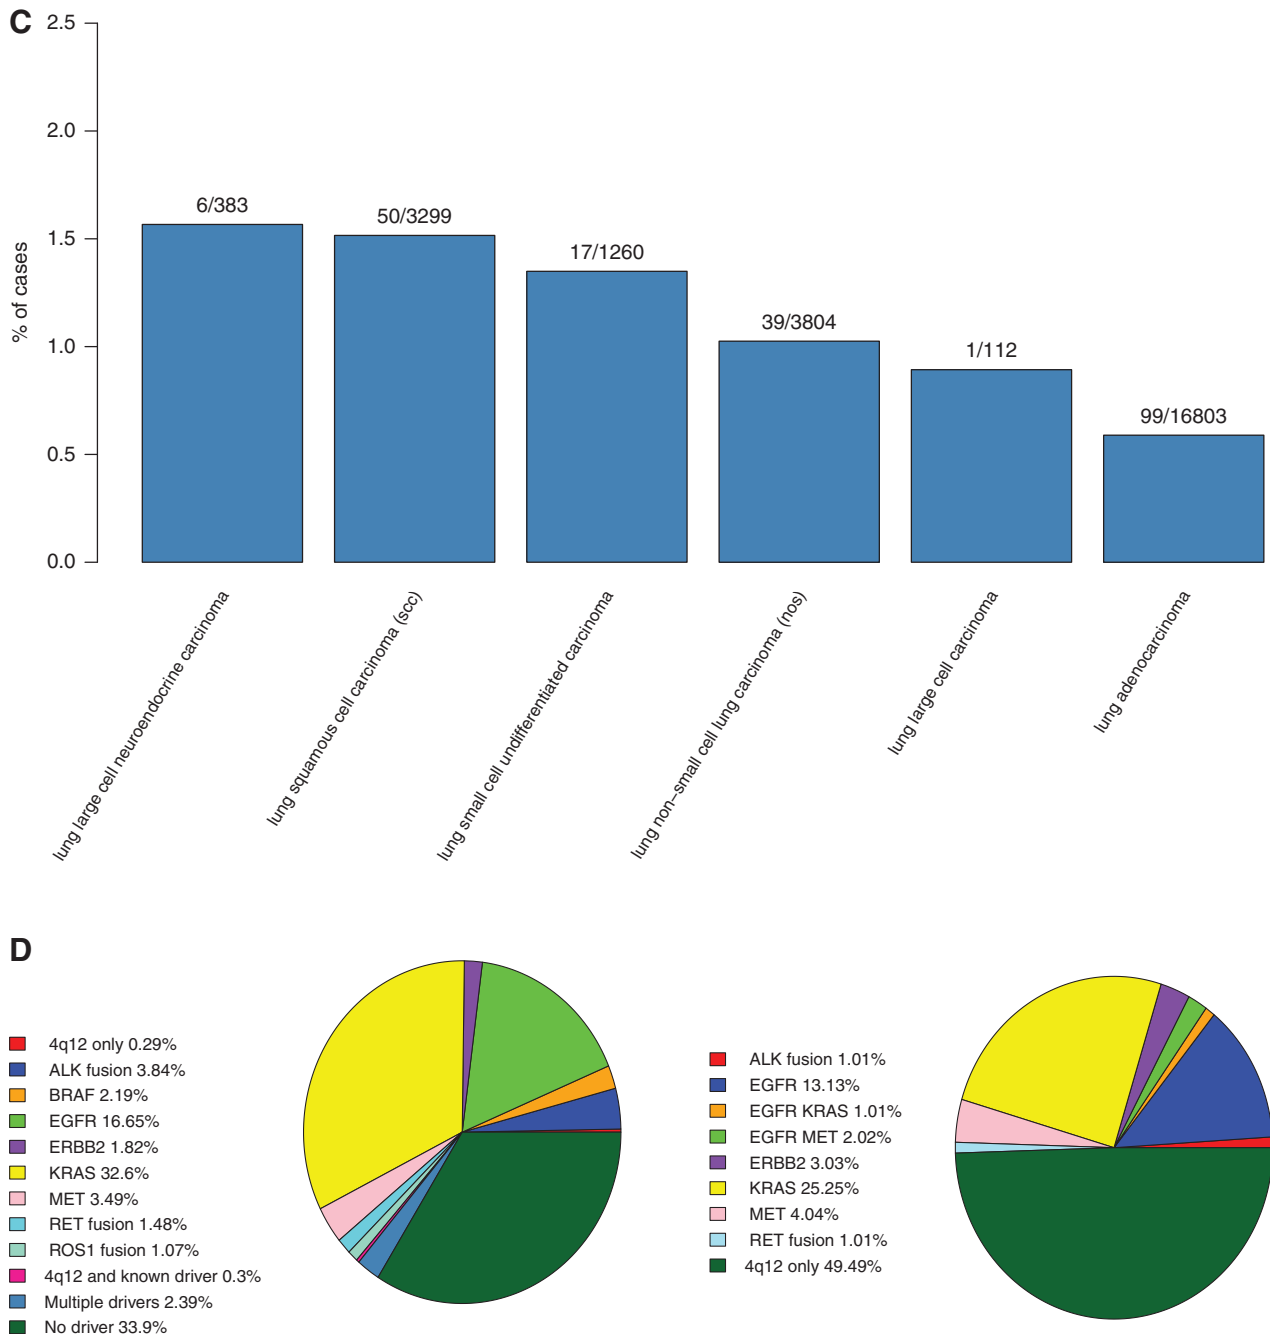 C
2.5
2.0
1.5
1.0
0.5
0.0
% of cases
6/383
50/3299
17/1260
39/3804
1/112
99/16803
lung large cell neuroendocrine carcinoma
lung squamous cell carcinoma (scc)
lung small cell undifferentiated carcinoma
lung non–small cell lung carcinoma (nos)
lung large cell carcinoma
lung adenocarcinoma
D
4q12 only 0.29%
ALK fusion 3.84%
BRAF 2.19%
EGFR 16.65%
ERBB2 1.82%
KRAS 32.6%
MET 3.49%
RET fusion 1.48%
ROS1 fusion 1.07%
4q12 and known driver 0.3%
Multiple drivers 2.39%
No driver 33.9%
ALK fusion 1.01%
EGFR 13.13%
EGFR KRAS 1.01%
EGFR MET 2.02%
ERBB2 3.03%
KRAS 25.25%
MET 4.04%
RET fusion 1.01%
4q12 only 49.49%